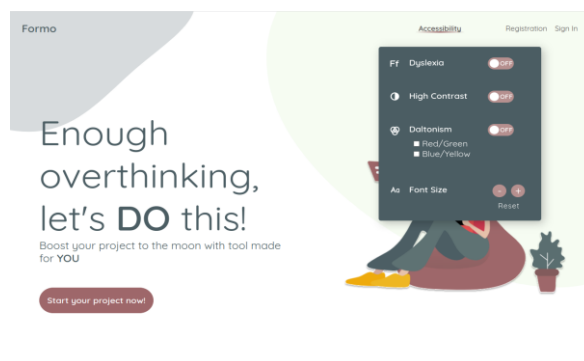 Formo
Accessibility
Registration Sign In
Ff Dyslexia OFF
High Contrast OFF
Daltonism OFF
Red/Green
Blue/Yellow
Aa Font Size - +
Reset
Enough
overthinking,
let's DO this!
Boost your project to the moon with tool made
for YOU
Start your project now!